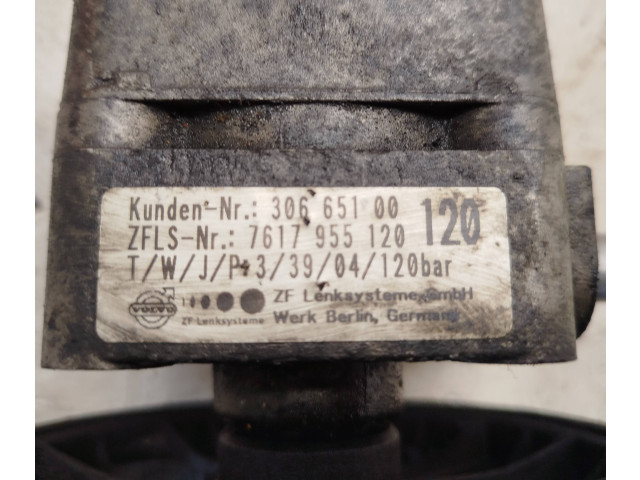 Kunden-Nr.: 306 651 00 120
ZFLS-Nr.: 7617 955 120
T/W/J/P: 3/39/04/120bar
VOLVO ZF Lenksysteme ZF Lenksysteme GmbH
Werk Berlin, Germany